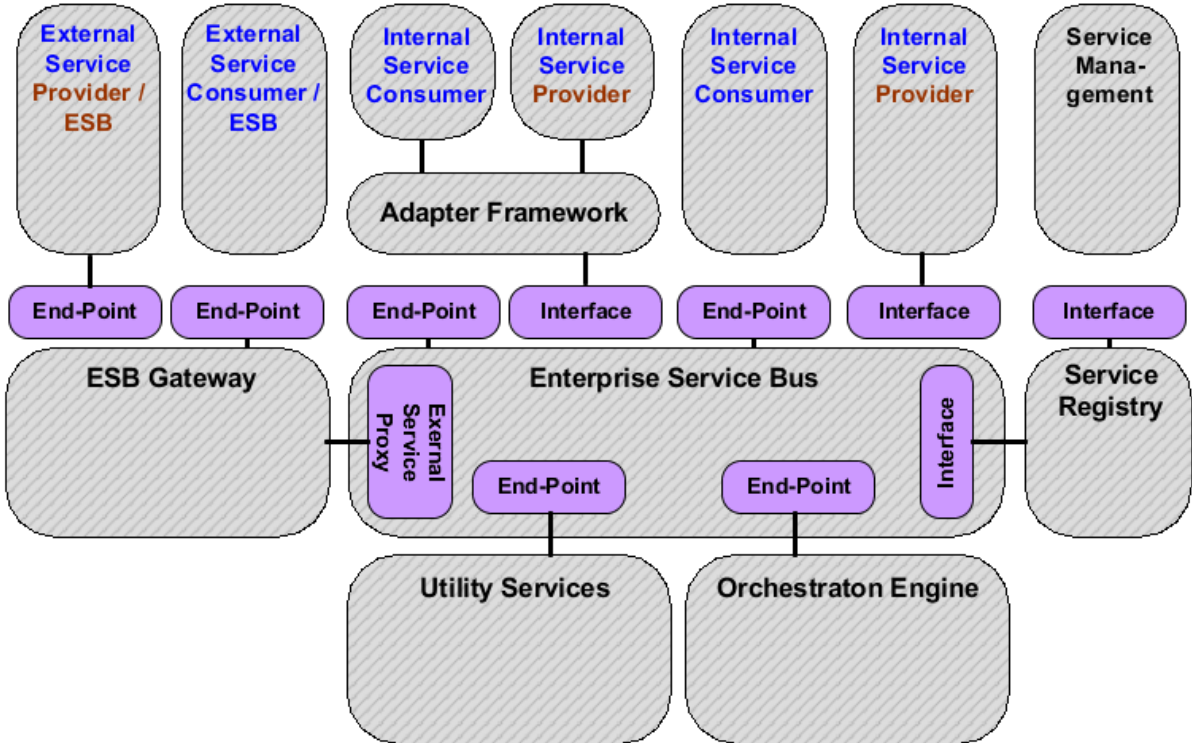 External
Service
Provider /
ESB
External
Service
Consumer /
ESB
Internal
Service
Consumer
Internal
Service
Provider
Internal
Service
Consumer
Internal
Service
Provider
Service
Mana-
gement
Adapter Framework
End-Point
End-Point
End-Point
Interface
End-Point
Interface
Interface
ESB Gateway
Enterprise Service Bus
Service
Registry
Exernal
Service
Proxy
Interface
End-Point
End-Point
Utility Services
Orchestraton Engine